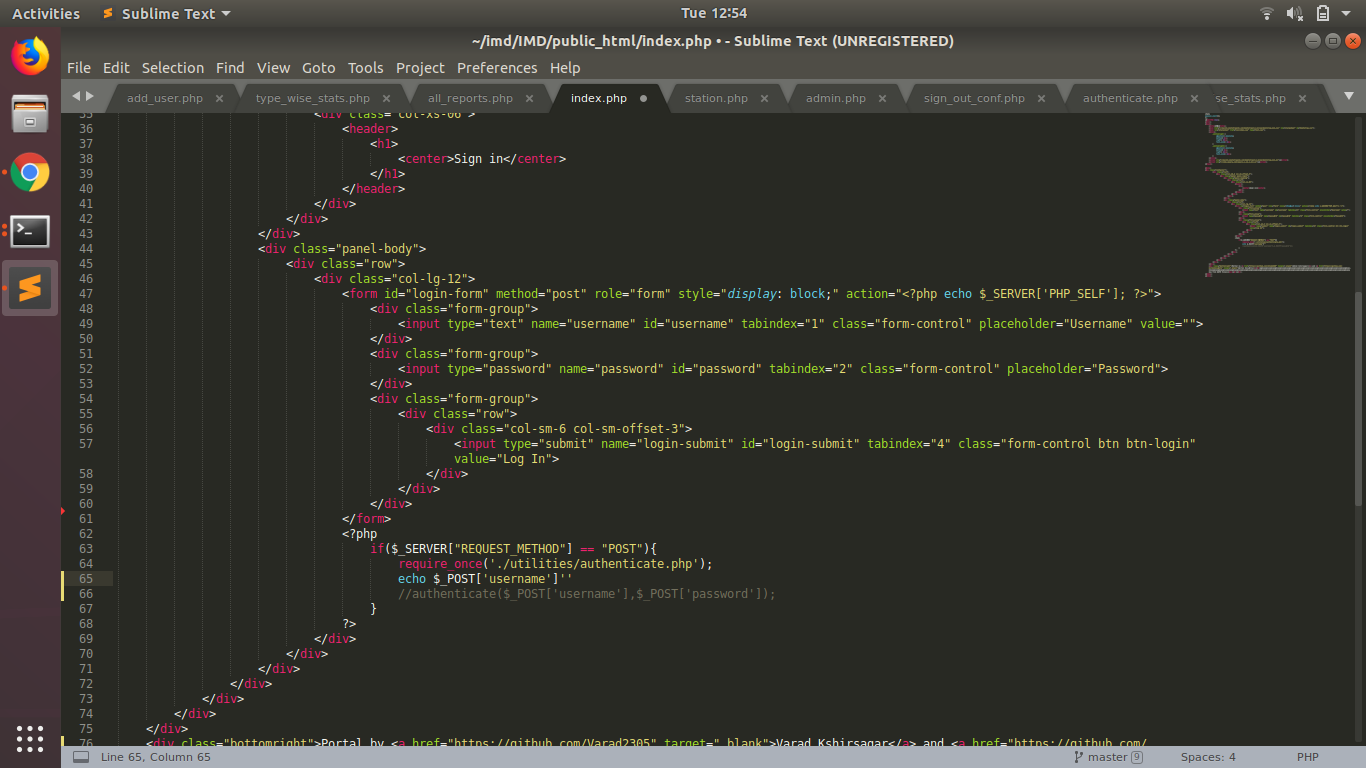 Activities Sublime Text Tue 12:54
~/imd/IMD/public_html/index.php • - Sublime Text (UNREGISTERED)
File Edit Selection Find View Goto Tools Project Preferences Help
add_user.php × type_wise_stats.php × all_reports.php × index.php station.php × admin.php × sign_out_conf.php × authenticate.php × se_stats.php ×
35 <div class="col-xs-06">
36 <header>
37 <h1>
38 <center>Sign in</center>
39 </h1>
40 </header>
41 </div>
42 </div>
43 </div>
44 <div class="panel-body">
45 <div class="row">
46 <div class="col-lg-12">
47 <form id="login-form" method="post" role="form" style="display: block;" action="<?php echo $_SERVER['PHP_SELF']; ?>">
48 <div class="form-group">
49 <input type="text" name="username" id="username" tabindex="1" class="form-control" placeholder="Username" value="">
50 </div>
51 <div class="form-group">
52 <input type="password" name="password" id="password" tabindex="2" class="form-control" placeholder="Password">
53 </div>
54 <div class="form-group">
55 <div class="row">
56 <div class="col-sm-6 col-sm-offset-3">
57 <input type="submit" name="login-submit" id="login-submit" tabindex="4" class="form-control btn btn-login"
value="Log In">
58 </div>
59 </div>
60 </div>
61 </form>
62 <?php
63 if($_SERVER["REQUEST_METHOD"] == "POST"){
64 require_once('./utilities/authenticate.php');
65 echo $_POST['username']''
66 //authenticate($_POST['username'],$_POST['password']);
67 }
68 ?>
69 </div>
70 </div>
71 </div>
72 </div>
73 </div>
74 </div>
75 </div>
76 <div class="bottomright">Portal by <a href="https://github.com/Varad2305" target="_blank">Varad Kshirsagar</a> and <a href="https://github.com/
Line 65, Column 65 master 9 Spaces: 4 PHP